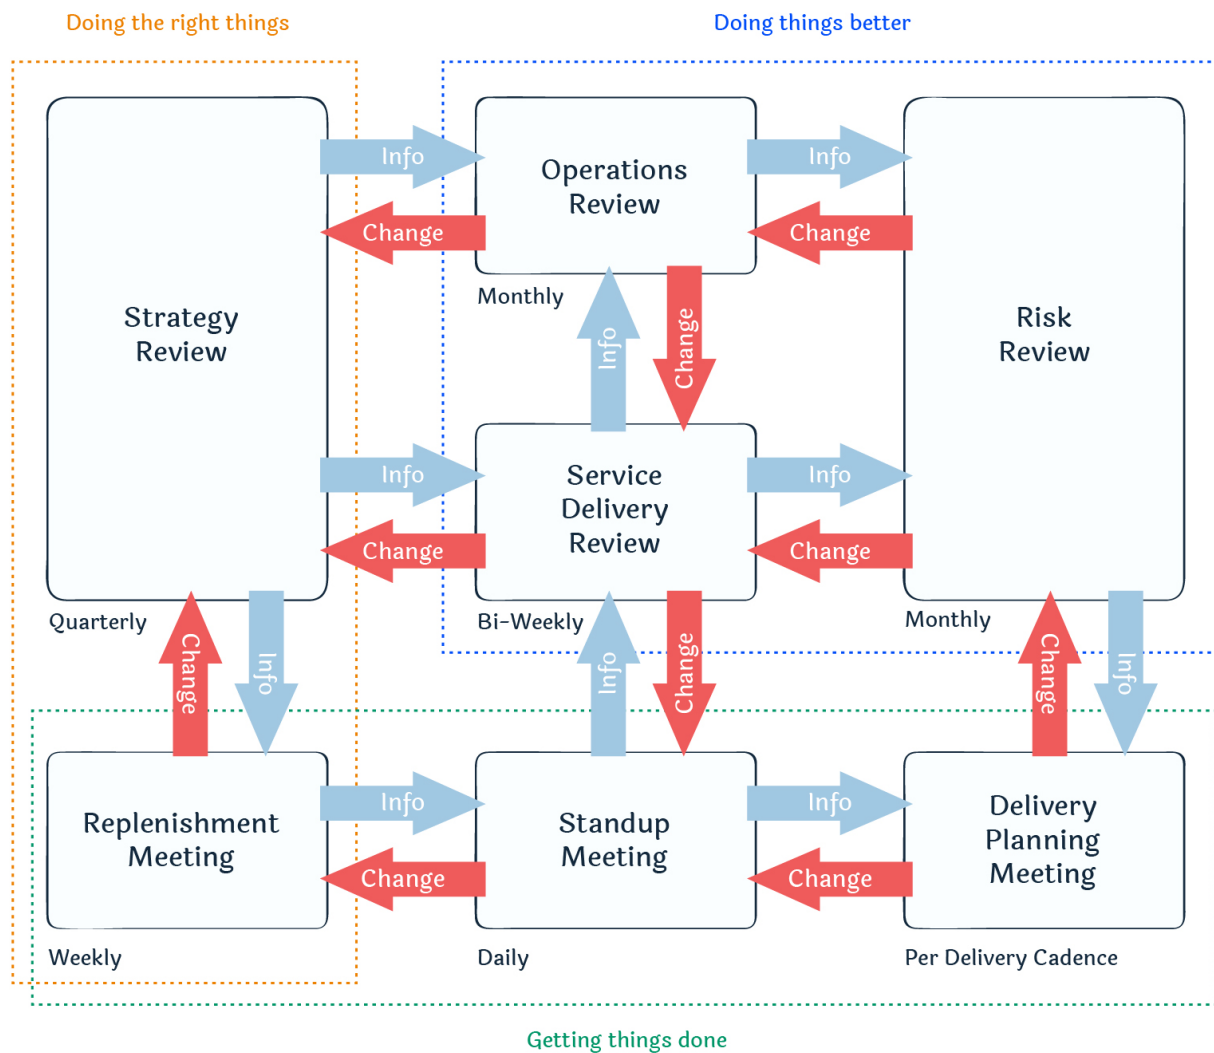 Doing the right things
Doing things better
Info
Info
Operations
Review
Change
Change
Monthly
Strategy
Review
Info
Change
Risk
Review
Info
Service
Delivery
Review
Info
Change
Change
Quarterly
Bi-Weekly
Monthly
Change
Info
Info
Change
Change
Info
Info
Info
Replenishment
Meeting
Standup
Meeting
Delivery
Planning
Meeting
Change
Change
Weekly
Daily
Per Delivery Cadence
Getting things done